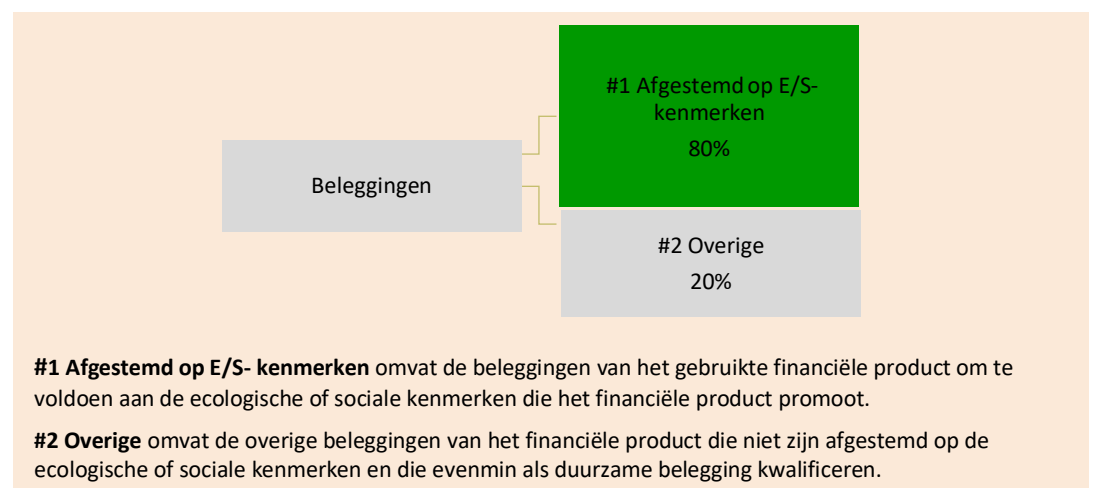 #1 Afgestemd op E/S-
kenmerken
80%
Beleggingen
#2 Overige
20%
#1 Afgestemd op E/S- kenmerken omvat de beleggingen van het gebruikte financiële product om te
voldoen aan de ecologische of sociale kenmerken die het financiële product promoot.
#2 Overige omvat de overige beleggingen van het financiële product die niet zijn afgestemd op de
ecologische of sociale kenmerken en die evenmin als duurzame belegging kwalificeren.